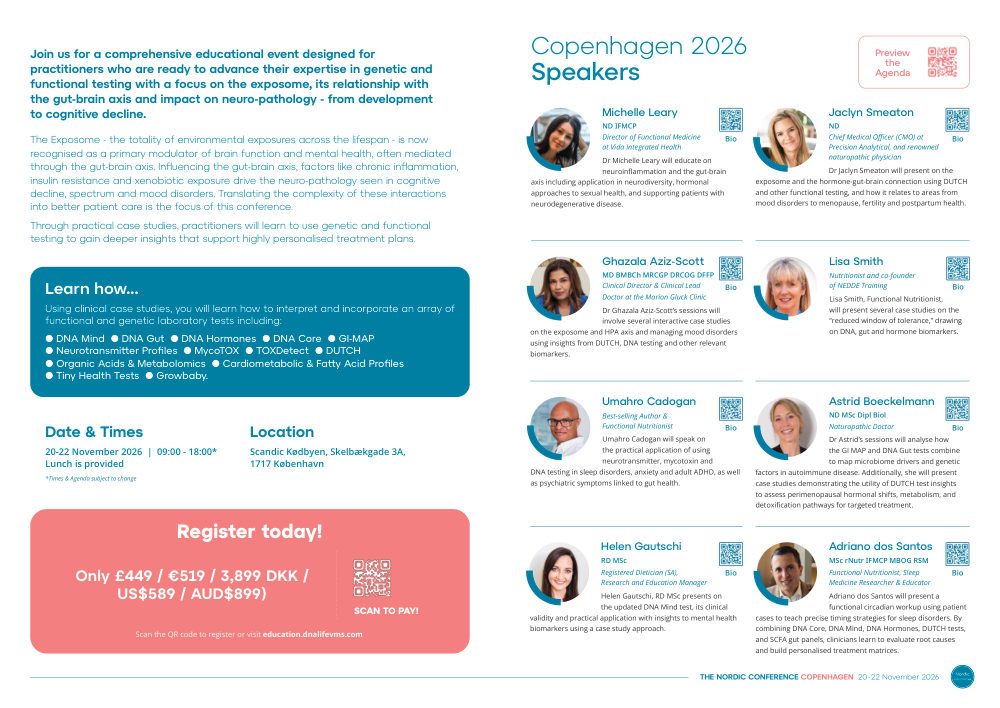 Join us for a comprehensive educational event designed for
practitioners who are ready to advance their expertise in genetic and
functional testing with a focus on the exposome, its relationship with
the gut-brain axis and impact on neuro-pathology - from development
to cognitive decline.
The Exposome - the totality of environmental exposures across the lifespan - is now
recognised as a primary modulator of brain function and mental health, often mediated
through the gut-brain axis. Influencing the gut-brain axis, factors like chronic inflammation,
insulin resistance and xenobiotic exposure drive the neuro-pathology seen in cognitive
decline, spectrum and mood disorders. Translating the complexity of these interactions
into better patient care is the focus of this conference.
Through practical case studies, practitioners will learn to use genetic and functional
testing to gain deeper insights that support highly personalised treatment plans.
Learn how...
Using clinical case studies, you will learn how to interpret and incorporate an array of
functional and genetic laboratory tests including:
● DNA Mind ● DNA Gut ● DNA Hormones ● DNA Core ● GI-MAP
● Neurotransmitter Profiles ● MycoTOX ● TOXDetect ● DUTCH
● Organic Acids & Metabolomics ● Cardiometabolic & Fatty Acid Profiles
● Tiny Health Tests ● Growbaby.
Date & Times
20-22 November 2026 | 09:00 - 18:00*
Lunch is provided
*Times & Agenda subject to change
Location
Scandic Kødbyen, Skelbækgade 3A,
1717 København
Register today!
Only £449 / €519 / 3,899 DKK /
US$589 / AUD$899)
SCAN TO PAY!
Scan the QR code to register or visit education.dnalifevms.com
Copenhagen 2026
Speakers
Preview
the
Agenda
Michelle Leary
ND IFMCP
Director of Functional Medicine
at Vida Integrated Health
Bio
Dr Michelle Leary will educate on
neuroinflammation and the gut-brain
axis including application in neurodiversity, hormonal
approaches to sexual health, and supporting patients with
neurodegenerative disease.
Jaclyn Smeaton
ND
Chief Medical Officer (CMO) at
Precision Analytical, and renowned
naturopathic physician
Bio
Dr Jaclyn Smeaton will present on the
exposome and the hormone-gut-brain connection using DUTCH
and other functional testing, and how it relates to areas from
mood disorders to menopause, fertility and postpartum health.
Ghazala Aziz-Scott
MD BMBCh MRCGP DRCOG DFFP
Clinical Director & Clinical Lead
Doctor at the Marion Gluck Clinic
Bio
Dr Ghazala Aziz-Scott's sessions will
involve several interactive case studies
on the exposome and HPA axis and managing mood disorders
using insights from DUTCH, DNA testing and other relevant
biomarkers.
Lisa Smith
Nutritionist and co-founder
of NEDDE Training
Bio
Lisa Smith, Functional Nutritionist,
will present several case studies on the
"reduced window of tolerance," drawing
on DNA, gut and hormone biomarkers.
Umahro Cadogan
Best-selling Author &
Functional Nutritionist
Bio
Umahro Cadogan will speak on
the practical application of using
neurotransmitter, mycotoxin and
DNA testing in sleep disorders, anxiety and adult ADHD, as well
as psychiatric symptoms linked to gut health.
Astrid Boeckelmann
ND MSc Dipl Biol
Naturopathic Doctor
Bio
Dr Astrid's sessions will analyse how
the GI MAP and DNA Gut tests combine
to map microbiome drivers and genetic
factors in autoimmune disease. Additionally, she will present
case studies demonstrating the utility of DUTCH test insights
to assess perimenopausal hormonal shifts, metabolism, and
detoxification pathways for targeted treatment.
Helen Gautschi
RD MSc
Registered Dietician (SA),
Research and Education Manager
Bio
Helen Gautschi, RD MSc presents on
the updated DNA Mind test, its clinical
validity and practical application with insights to mental health
biomarkers using a case study approach.
Adriano dos Santos
MSc rNutr IFMCP MBOG RSM
Functional Nutritionist, Sleep
Medicine Researcher & Educator
Bio
Adriano dos Santos will present a
functional circadian workup using patient
cases to teach precise timing strategies for sleep disorders. By
combining DNA Core, DNA Mind, DNA Hormones, DUTCH tests,
and SCFA gut panels, clinicians learn to evaluate root causes
and build personalised treatment matrices.
THE NORDIC CONFERENCE COPENHAGEN 20-22 November 2026